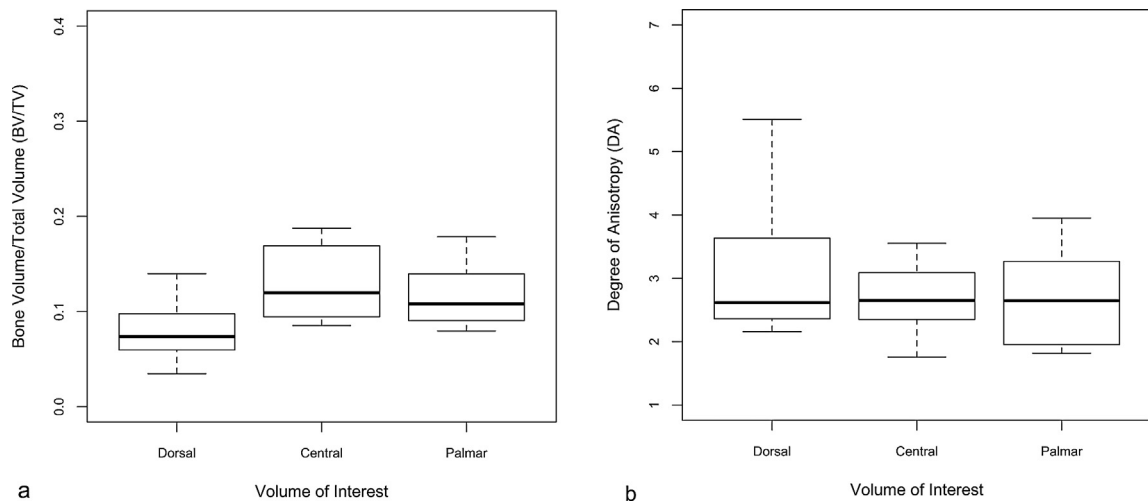 Bone Volume/Total Volume (BV/TV)
0.4
0.3
0.2
0.1
0.0
Dorsal Central Palmar
Volume of Interest
a
Degree of Anisotropy (DA)
7
6
5
4
3
2
1
Dorsal Central Palmar
Volume of Interest
b